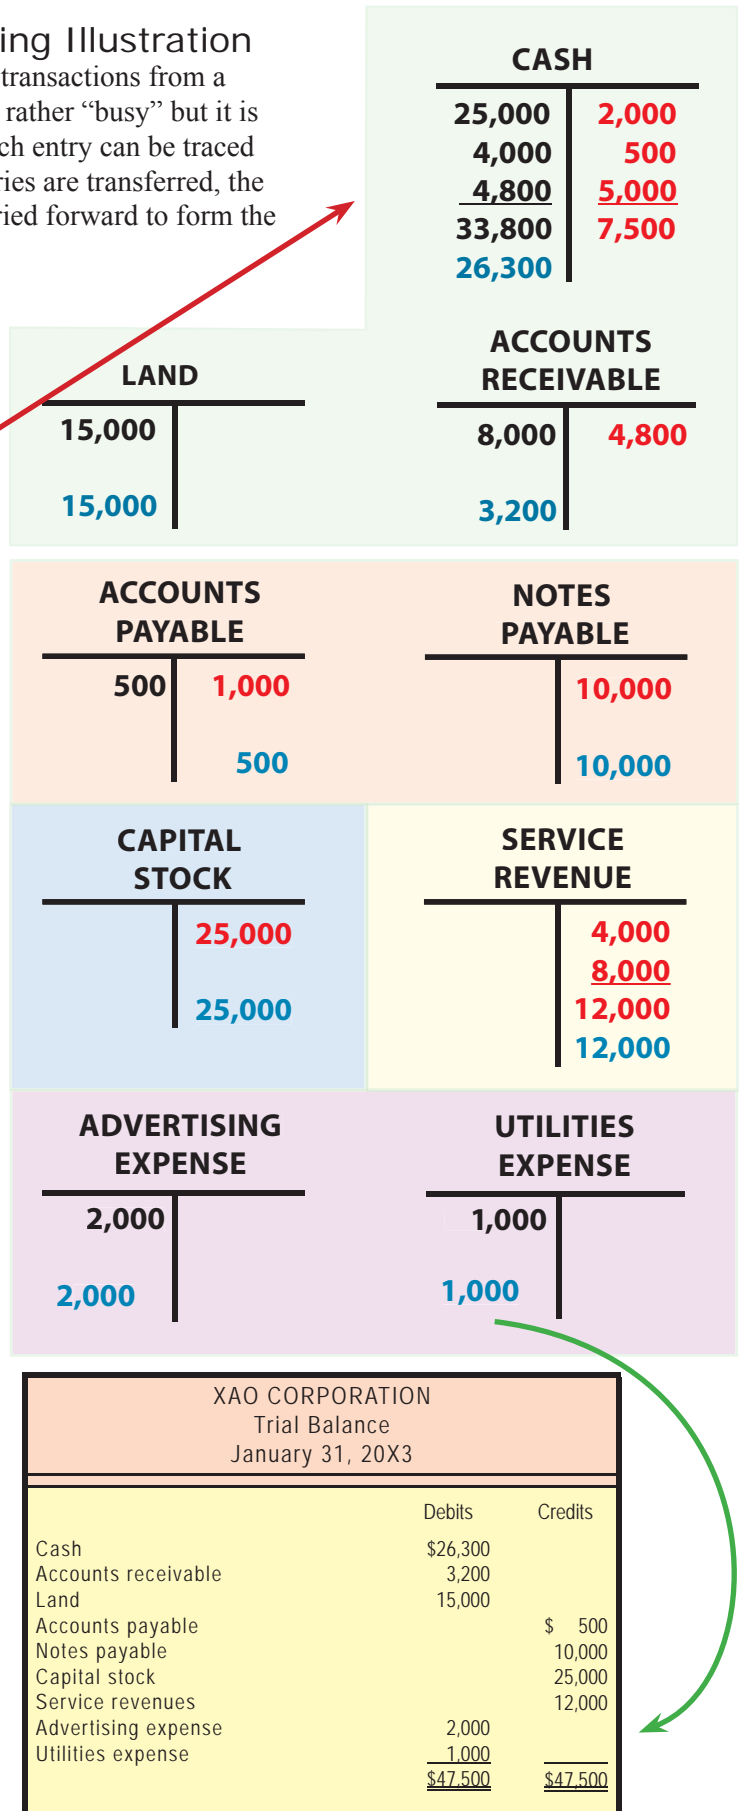 ing Illustration
transactions from a
rather “busy” but it is
ch entry can be traced
ries are transferred, the
ried forward to form the
CASH
25,000 2,000
4,000 500
4,800 5,000
33,800 7,500
26,300
LAND
15,000
15,000
ACCOUNTS
RECEIVABLE
8,000 4,800
3,200
ACCOUNTS
PAYABLE
500 1,000
500
NOTES
PAYABLE
10,000
10,000
CAPITAL
STOCK
25,000
25,000
SERVICE
REVENUE
4,000
8,000
12,000
12,000
ADVERTISING
EXPENSE
2,000
2,000
UTILITIES
EXPENSE
1,000
1,000
XAO CORPORATION
Trial Balance
January 31, 20X3
Debits Credits
Cash $26,300
Accounts receivable 3,200
Land 15,000
Accounts payable $ 500
Notes payable 10,000
Capital stock 25,000
Service revenues 12,000
Advertising expense 2,000
Utilities expense 1,000
$47,500 $47,500